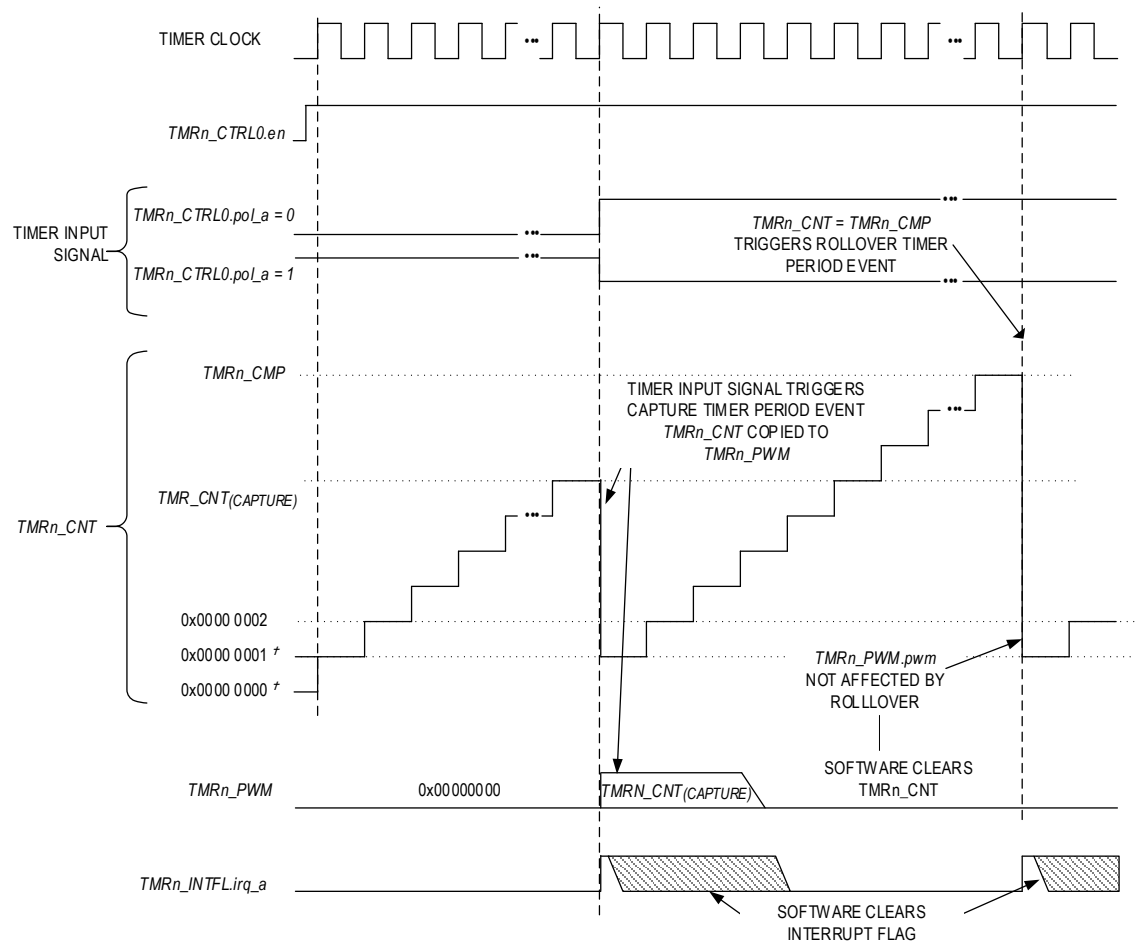 TIMER CLOCK
•••
•••
TMRn_CTRL0.en
TIMER INPUT
SIGNAL
TMRn_CTRL0.pol_a = 0
•••
•••
TMRn_CTRL0.pol_a = 1
•••
•••
TMRn_CNT = TMRn_CMP
TRIGGERS ROLLOVER TIMER
PERIOD EVENT
TMRn_CMP
•••
TIMER INPUT SIGNAL TRIGGERS
CAPTURE TIMER PERIOD EVENT
TMRn_CNT COPIED TO
TMRn_PWM
TMR_CNT(CAPTURE)
•••
TMRn_CNT
0x0000 0002
0x0000 0001 †
0x0000 0000 †
TMRn_PWM.pwm
NOT AFFECTED BY
ROLLLOVER
SOFTWARE CLEARS
TMRn_CNT
TMRn_PWM
0x00000000
TMRN_CNT(CAPTURE)
TMRn_INTFL.irq_a
SOFTWARE CLEARS
INTERRUPT FLAG